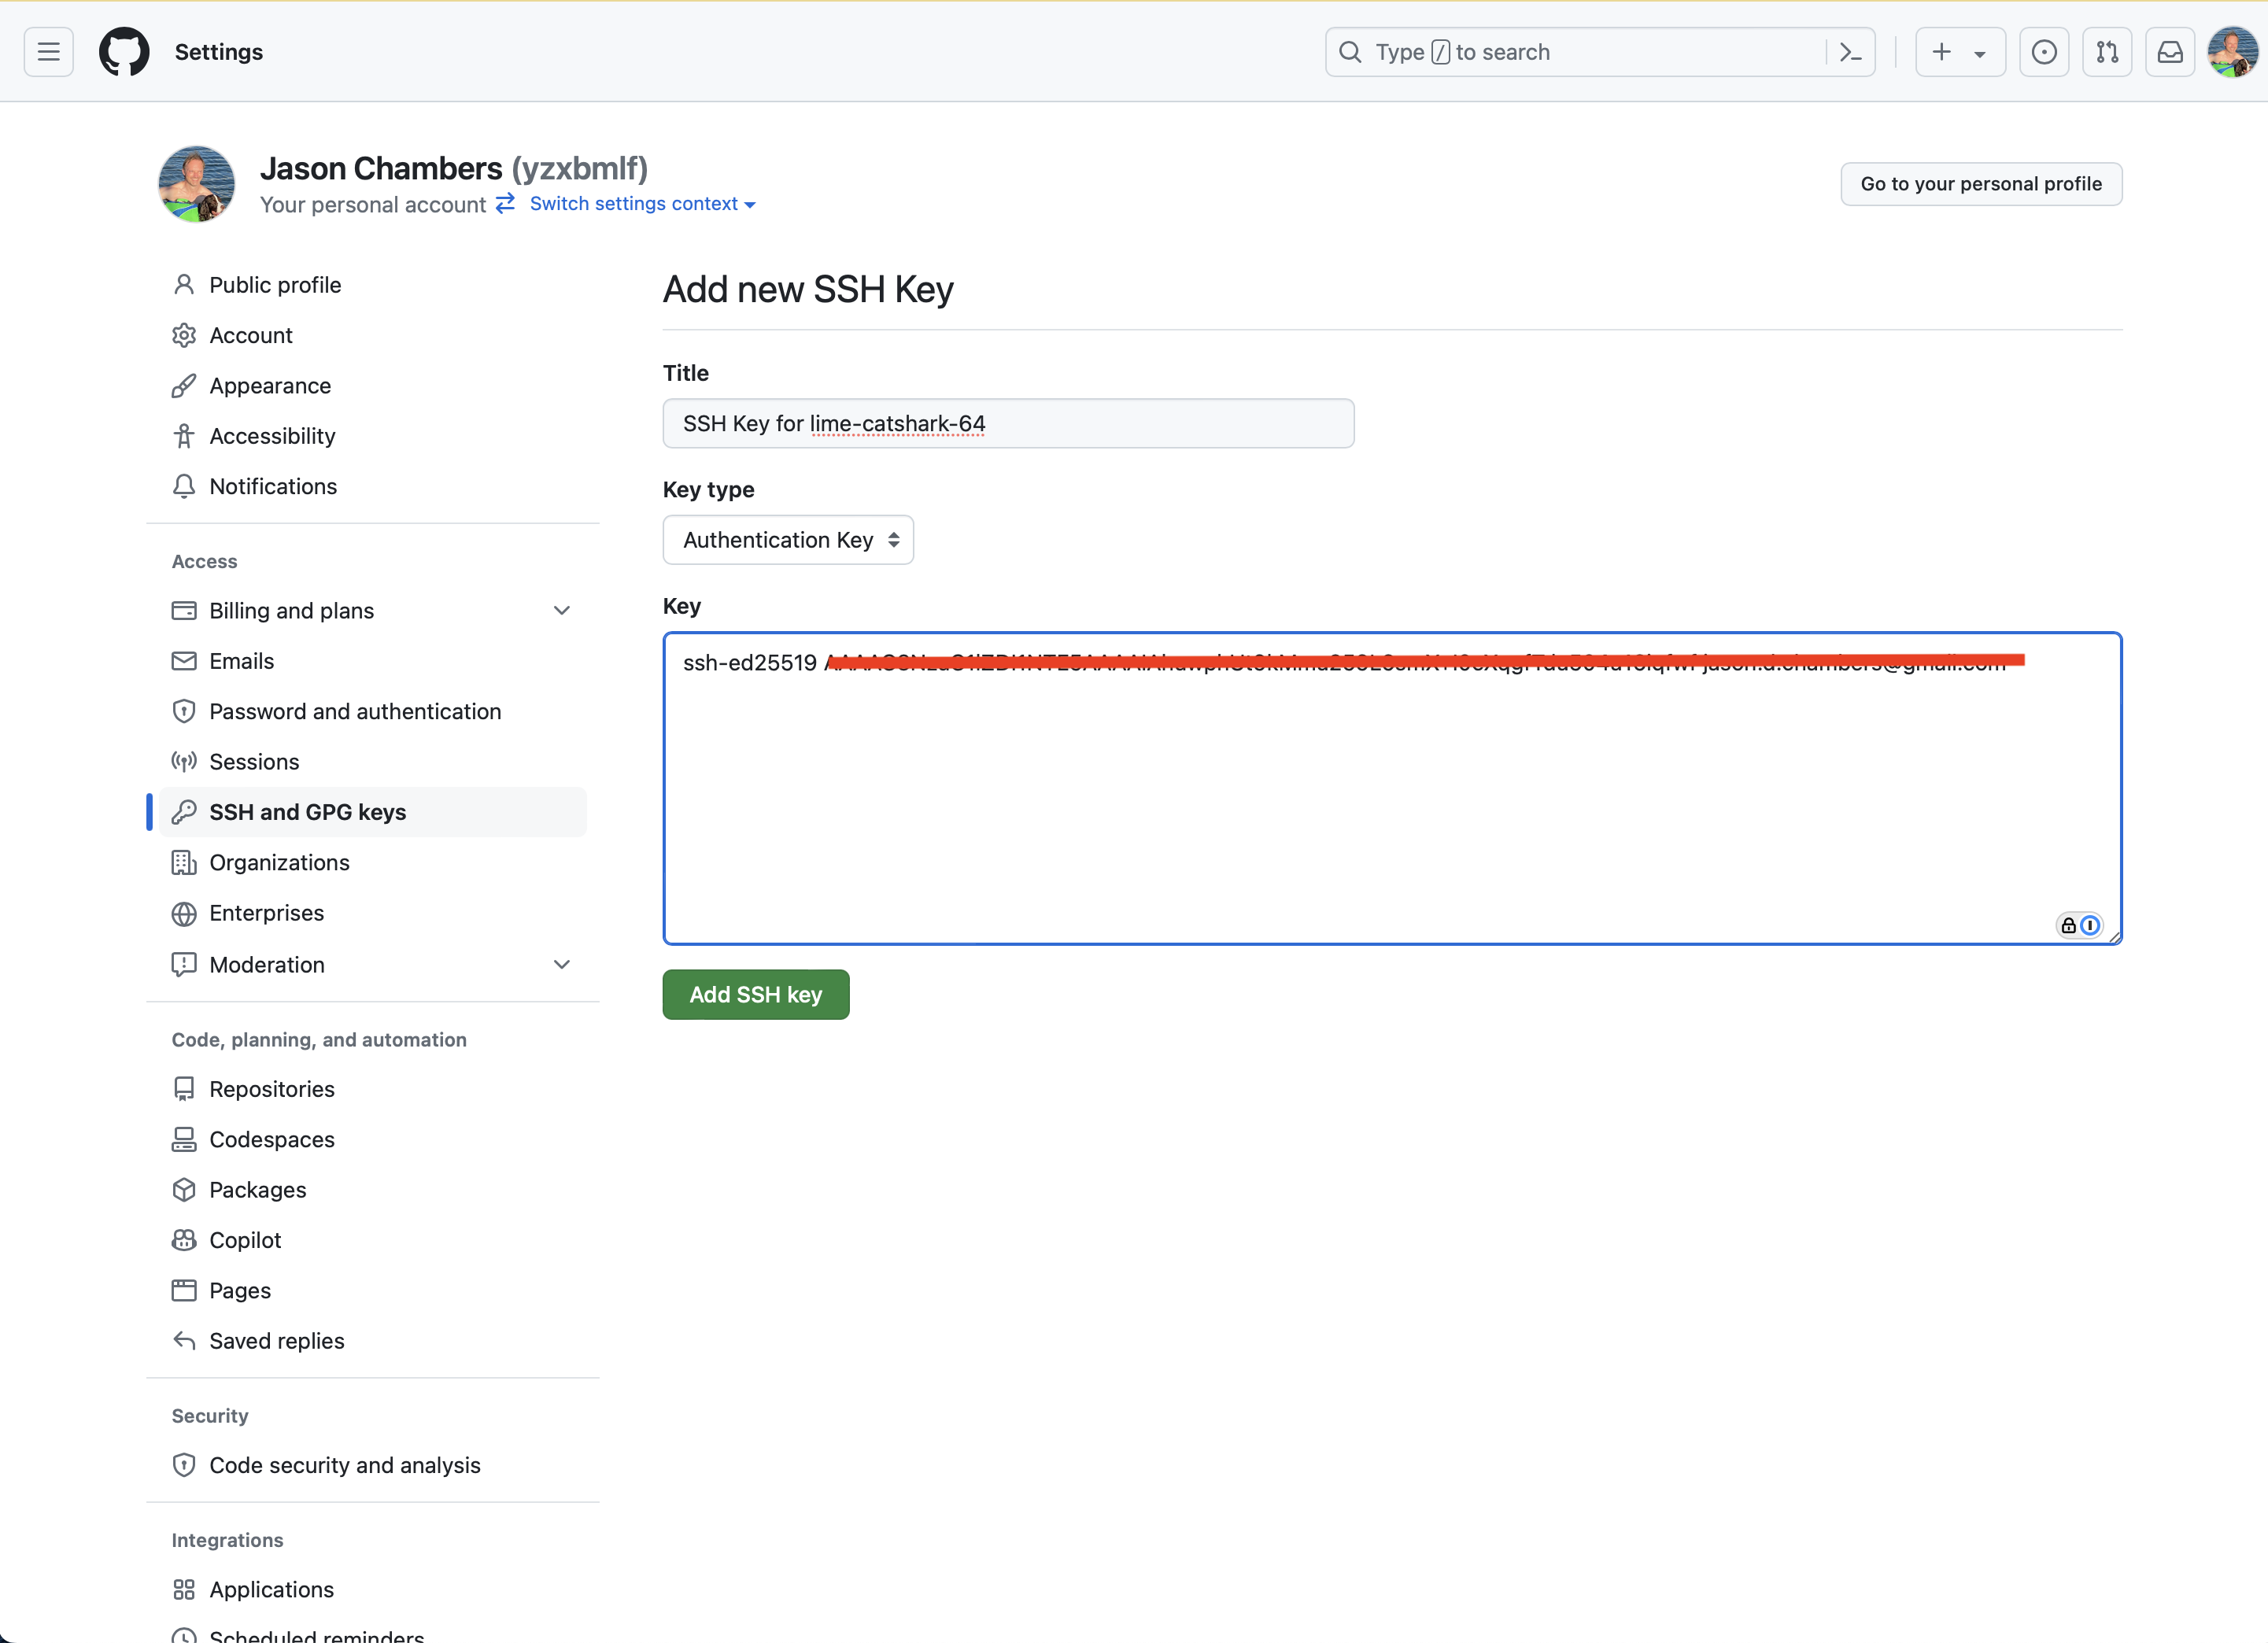 Settings
Type / to search
Jason Chambers (yzxbmlf)
Your personal account Switch settings context
Go to your personal profile
Public profile
Account
Appearance
Accessibility
Notifications
Access
Billing and plans
Emails
Password and authentication
Sessions
SSH and GPG keys
Organizations
Enterprises
Moderation
Code, planning, and automation
Repositories
Codespaces
Packages
Copilot
Pages
Saved replies
Security
Code security and analysis
Integrations
Applications
Scheduled reminders
Add new SSH Key
Title
SSH Key for lime-catshark-64
Key type
Authentication Key
Key
ssh-ed25519
Add SSH key